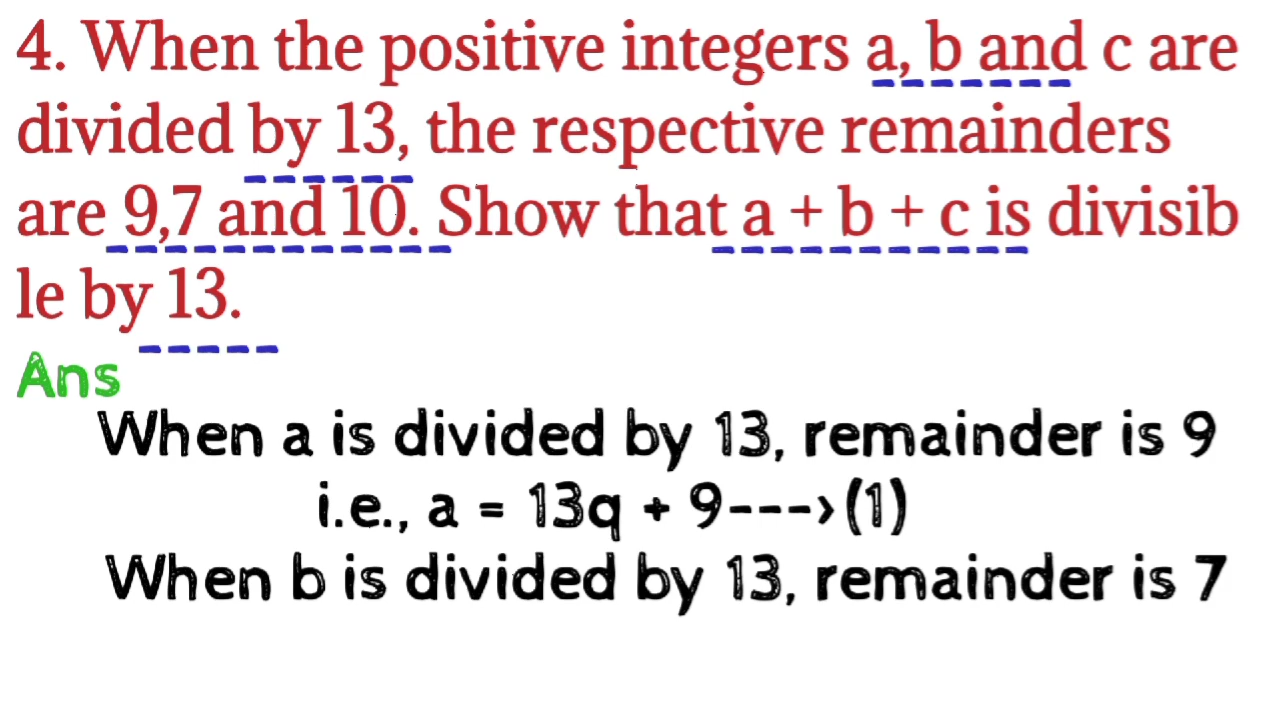 4. When the positive integers a, b and c are
divided by 13, the respective remainders
are 9,7 and 10. Show that a + b + c is divisib
le by 13.
Ans
When a is divided by 13, remainder is 9
i.e., a = 13q + 9---›(1)
When b is divided by 13, remainder is 7